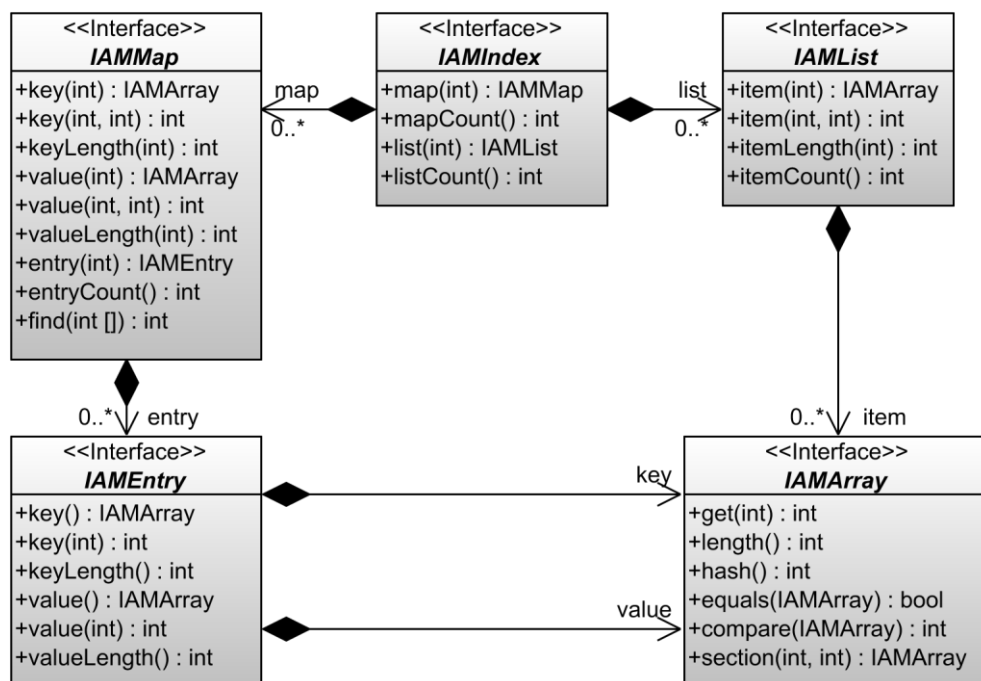 <<Interface>>
IAMMap
+key(int) : IAMArray
+key(int, int) : int
+keyLength(int) : int
+value(int) : IAMArray
+value(int, int) : int
+valueLength(int) : int
+entry(int) : IAMEntry
+entryCount() : int
+find(int []) : int
map
0..*
<<Interface>>
IAMIndex
+map(int) : IAMMap
+mapCount() : int
+list(int) : IAMList
+listCount() : int
list
0..*
<<Interface>>
IAMList
+item(int) : IAMArray
+item(int, int) : int
+itemLength(int) : int
+itemCount() : int
0..* entry
0..* item
<<Interface>>
IAMEntry
+key() : IAMArray
+key(int) : int
+keyLength() : int
+value() : IAMArray
+value(int) : int
+valueLength() : int
key
value
<<Interface>>
IAMArray
+get(int) : int
+length() : int
+hash() : int
+equals(IAMArray) : bool
+compare(IAMArray) : int
+section(int, int) : IAMArray